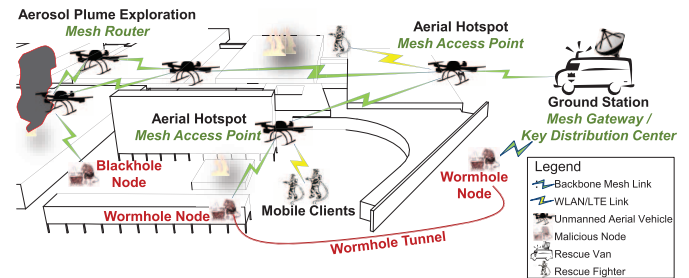 Aerosol Plume Exploration
Mesh Router
Aerial Hotspot
Mesh Access Point
Ground Station
Mesh Gateway /
Key Distribution Center
Aerial Hotspot
Mesh Access Point
Blackhole
Node
Wormhole
Node
Wormhole Node
Mobile Clients
Wormhole Tunnel
Legend
Backbone Mesh Link
WLAN/LTE Link
Unmanned Aerial Vehicle
Malicious Node
Rescue Van
Rescue Fighter